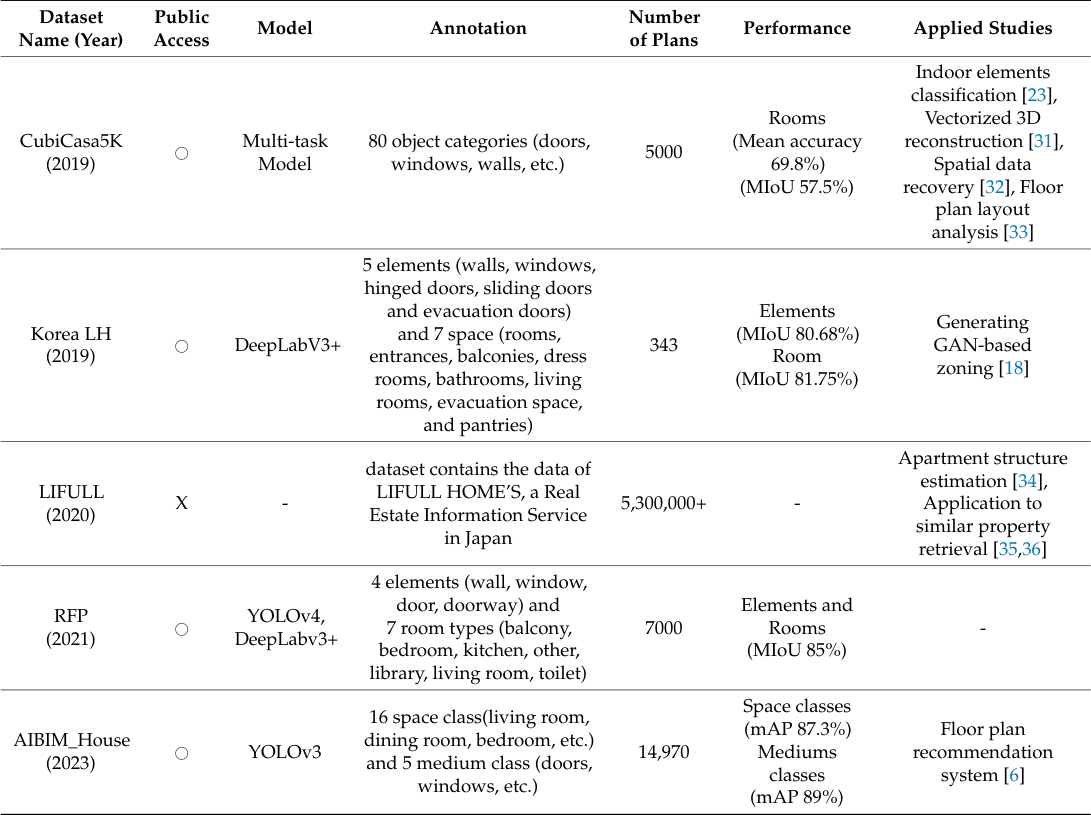 Dataset Name (Year)
Public Access
Model
Annotation
Number of Plans
Performance
Applied Studies
CubiCasa5K
(2019)
○
Multi-task
Model
80 object categories (doors,
windows, walls, etc.)
5000
Rooms
(Mean accuracy
69.8%)
(MIoU 57.5%)
Indoor elements
classification [23],
Vectorized 3D
reconstruction [31],
Spatial data
recovery [32], Floor
plan layout
analysis [33]
Korea LH
(2019)
○
DeepLabV3+
5 elements (walls, windows,
hinged doors, sliding doors
and evacuation doors)
and 7 space (rooms,
entrances, balconies, dress
rooms, bathrooms, living
rooms, evacuation space,
and pantries)
343
Elements
(MIoU 80.68%)
Room
(MIoU 81.75%)
Generating
GAN-based
zoning [18]
LIFULL
(2020)
X
-
dataset contains the data of
LIFULL HOME'S, a Real
Estate Information Service
in Japan
5,300,000+
-
Apartment structure
estimation [34],
Application to
similar property
retrieval [35,36]
RFP
(2021)
○
YOLOv4,
DeepLabv3+
4 elements (wall, window,
door, doorway) and
7 room types (balcony,
bedroom, kitchen, other,
library, living room, toilet)
7000
Elements and
Rooms
(MIoU 85%)
-
AIBIM_House
(2023)
○
YOLOv3
16 space class(living room,
dining room, bedroom, etc.)
and 5 medium class (doors,
windows, etc.)
14,970
Space classes
(mAP 87.3%)
Mediums
classes
(mAP 89%)
Floor plan
recommendation
system [6]